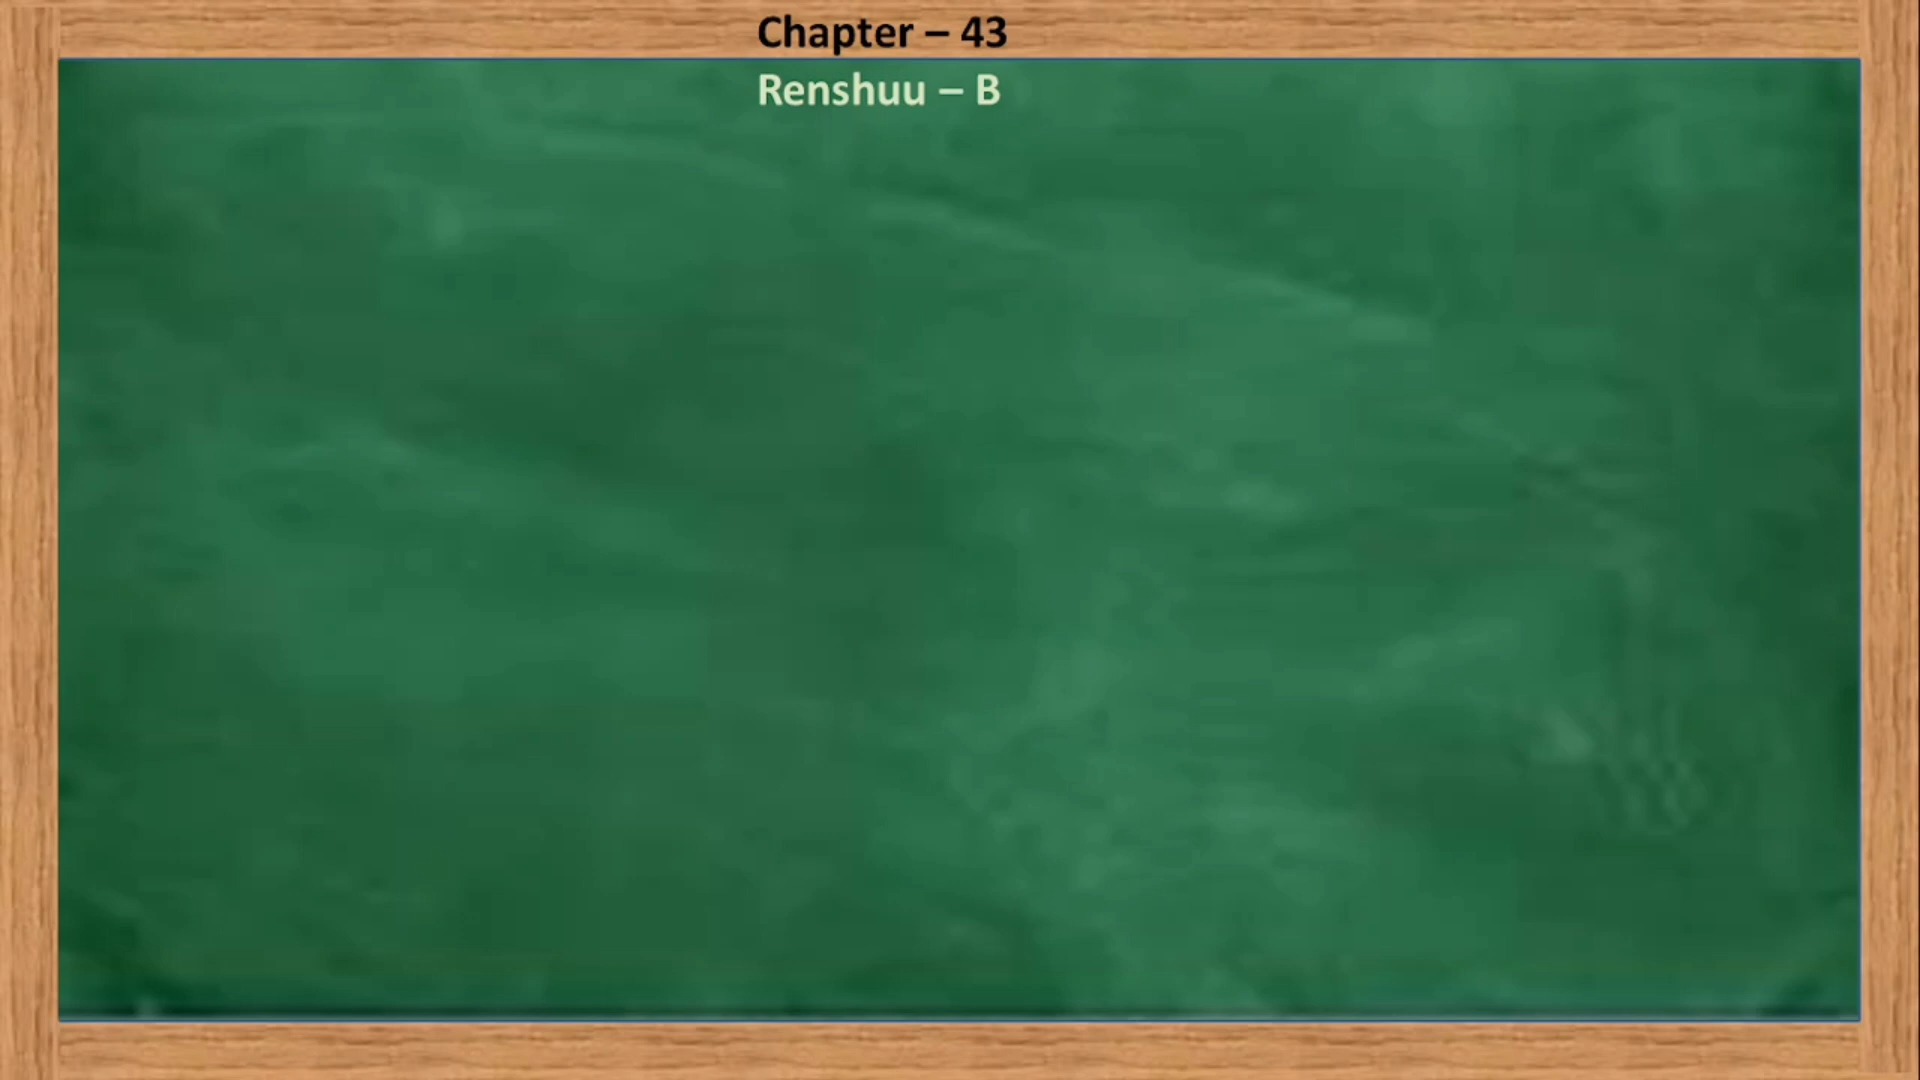 Chapter – 43
Renshuu – B